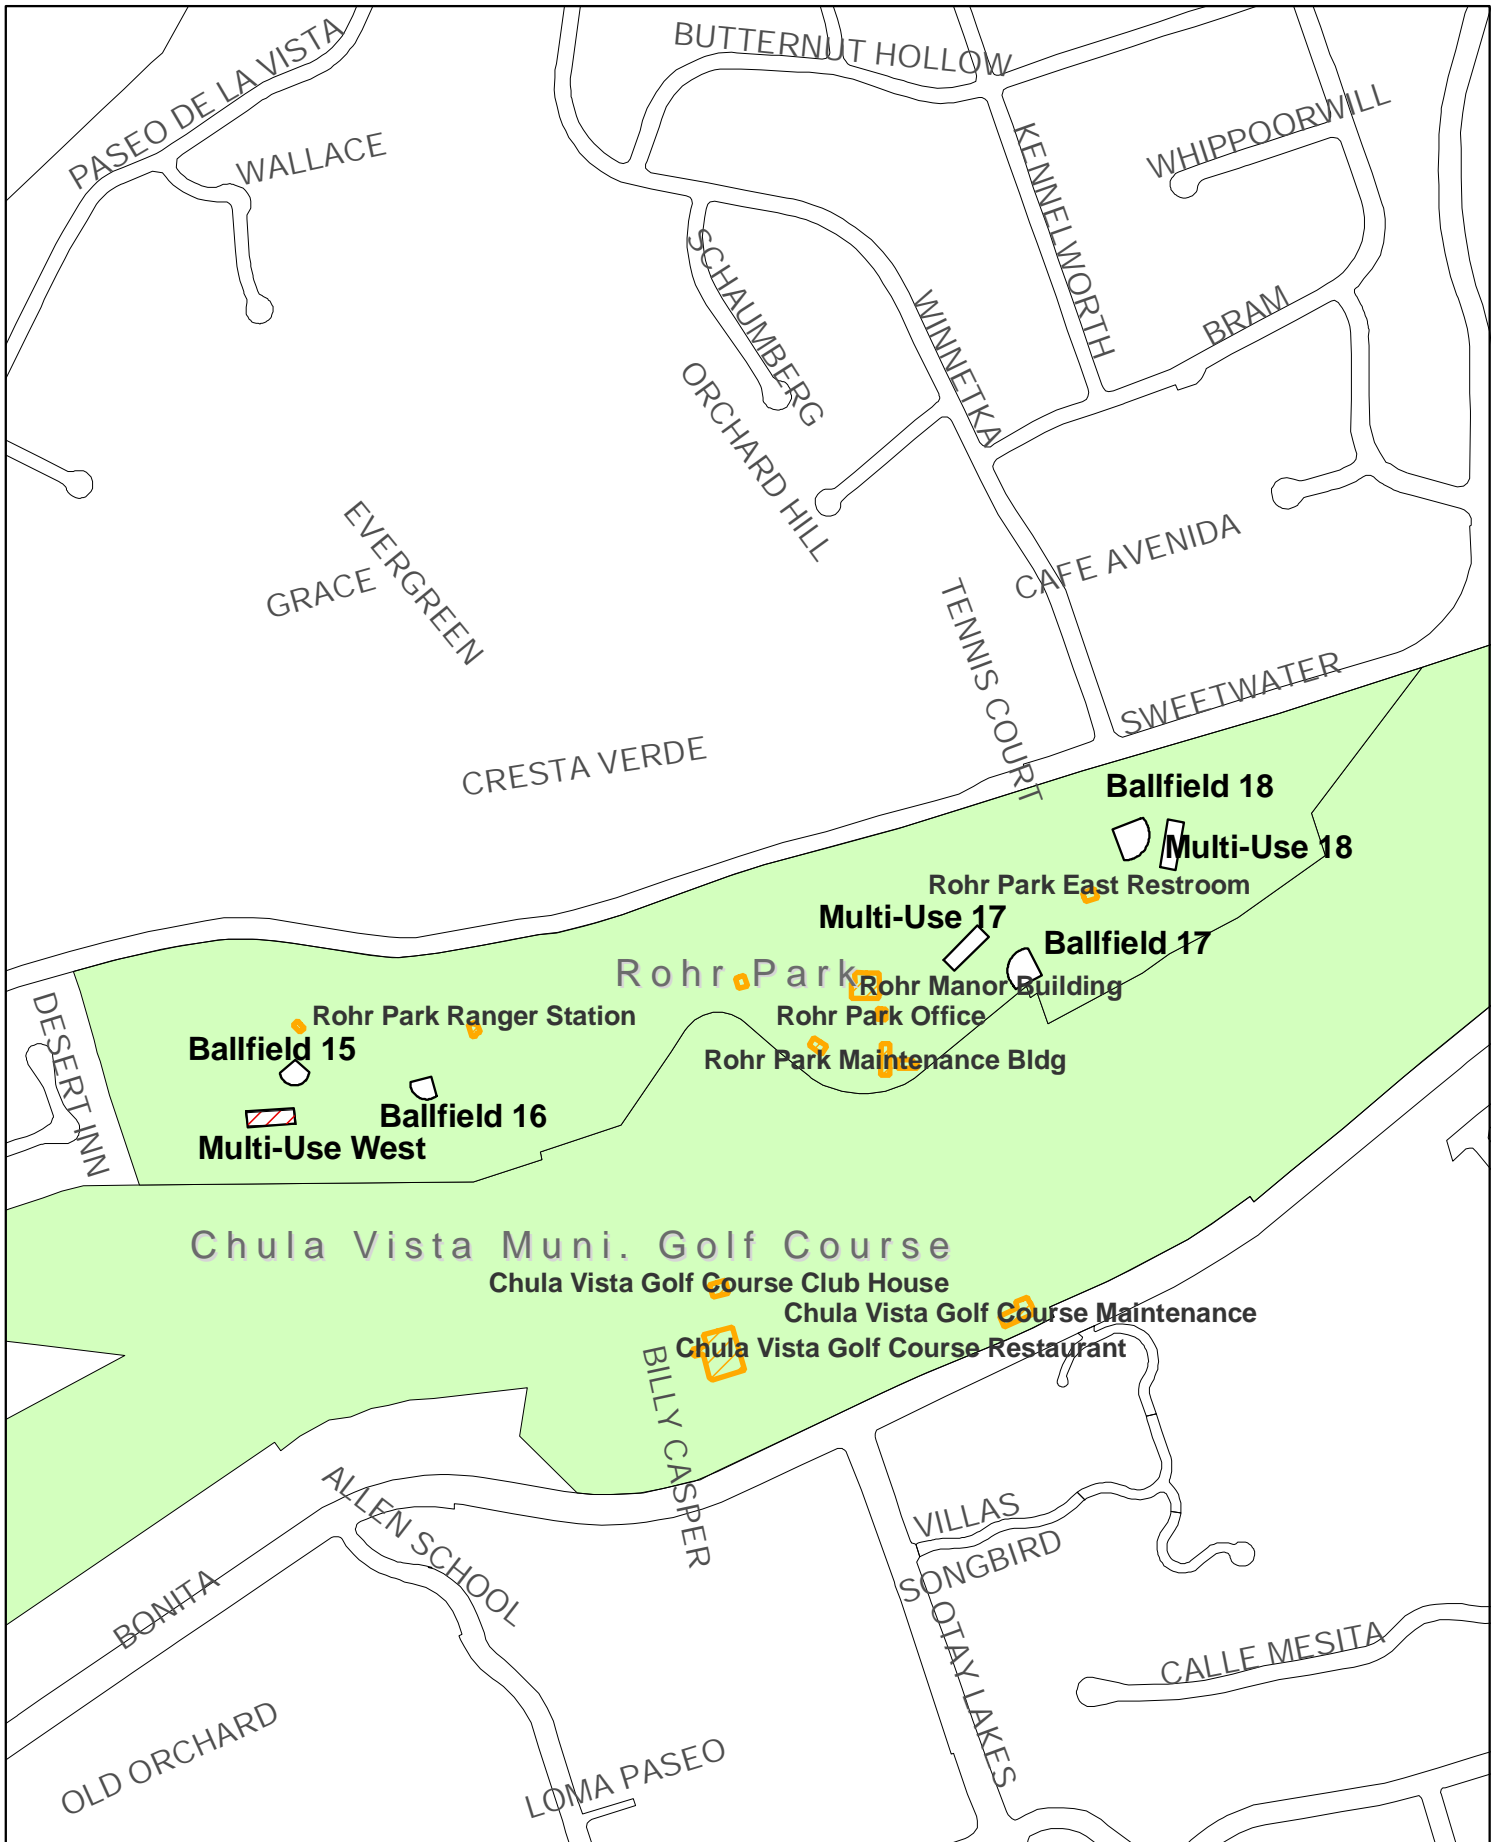 PASEO DE LA VISTA
BUTTERNUT HOLLOW
WALLACE
WHIPPOORWILL
KENNELWORTH
SCHAUMBERG
WINNETKA
BRAM
ORCHARD HILL
EVERGREEN
GRACE
CAFE AVENIDA
TENNIS COURT
SWEETWATER
CRESTA VERDE
Ballfield 18
Multi-Use 18
Rohr Park East Restroom
Multi-Use 17
Ballfield 17
Rohr Park
Rohr Manor Building
Rohr Park Ranger Station
Rohr Park Office
DESERT INN
Ballfield 15
Rohr Park Maintenance Bldg
Ballfield 16
Multi-Use West
Chula Vista Muni. Golf Course
Chula Vista Golf Course Club House
Chula Vista Golf Course Maintenance
Chula Vista Golf Course Restaurant
BILLY CASPER
ALLEN SCHOOL
VILLAS
SONGBIRD
BONITA
OTAY LAKES
CALLE MESITA
OLD ORCHARD
LOMA PASEO